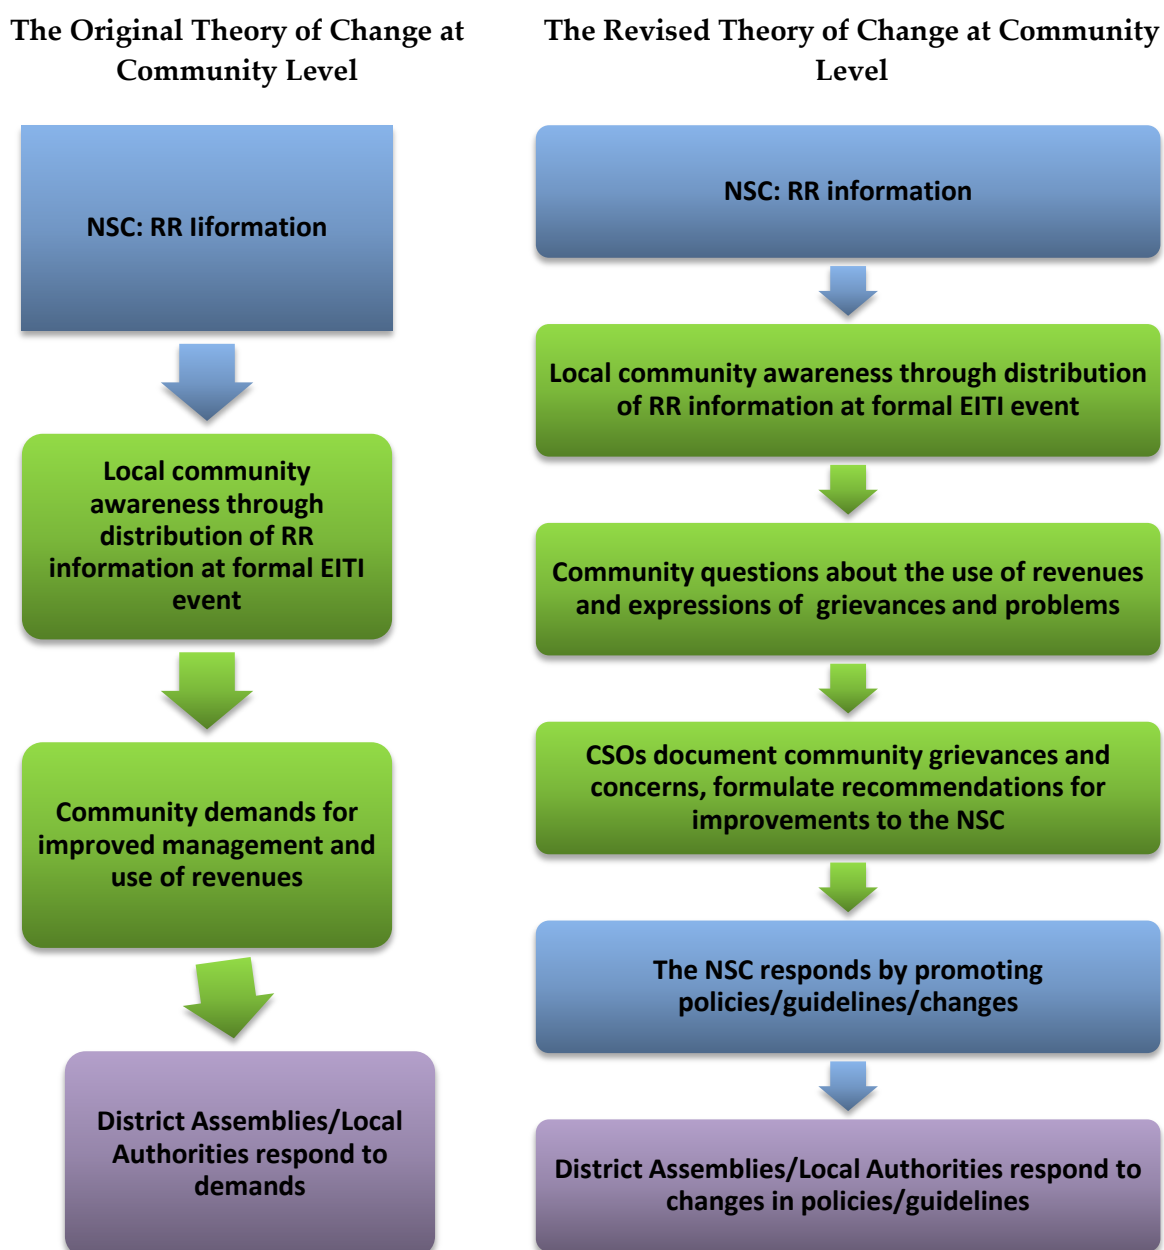 The Original Theory of Change at
Community Level
NSC: RR Iiformation
Local community
awareness through
distribution of RR
information at formal EITI
event
Community demands for
improved management and
use of revenues
District Assemblies/Local
Authorities respond to
demands
The Revised Theory of Change at Community
Level
NSC: RR information
Local community awareness through distribution
of RR information at formal EITI event
Community questions about the use of revenues
and expressions of  grievances and problems
CSOs document community grievances and
concerns, formulate recommendations for
improvements to the NSC
The NSC responds by promoting
policies/guidelines/changes
District Assemblies/Local Authorities respond to
changes in policies/guidelines